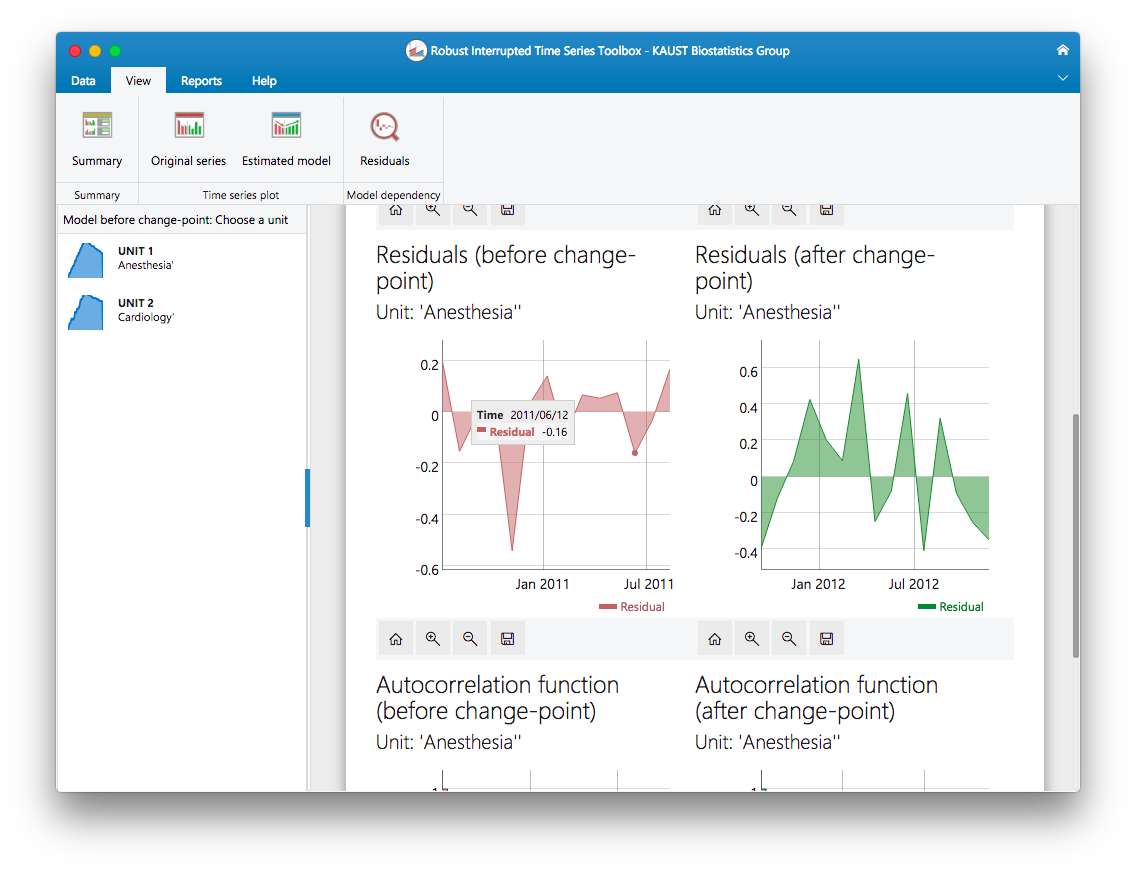 Robust Interrupted Time Series Toolbox - KAUST Biostatistics Group
Data View Reports Help
Summary Original series Estimated model Residuals
Summary Time series plot Model dependency
Model before change-point: Choose a unit
UNIT 1
Anesthesia'
UNIT 2
Cardiology'
Residuals (before change-
point)
Unit: 'Anesthesia''
0.2
0
-0.2
-0.4
-0.6
Time 2011/06/12
Residual -0.16
Jan 2011 Jul 2011
Residual
Residuals (after change-
point)
Unit: 'Anesthesia''
0.6
0.4
0.2
0
-0.2
-0.4
Jan 2012 Jul 2012
Residual
Autocorrelation function
(before change-point)
Unit: 'Anesthesia''
1
Autocorrelation function
(after change-point)
Unit: 'Anesthesia''
1